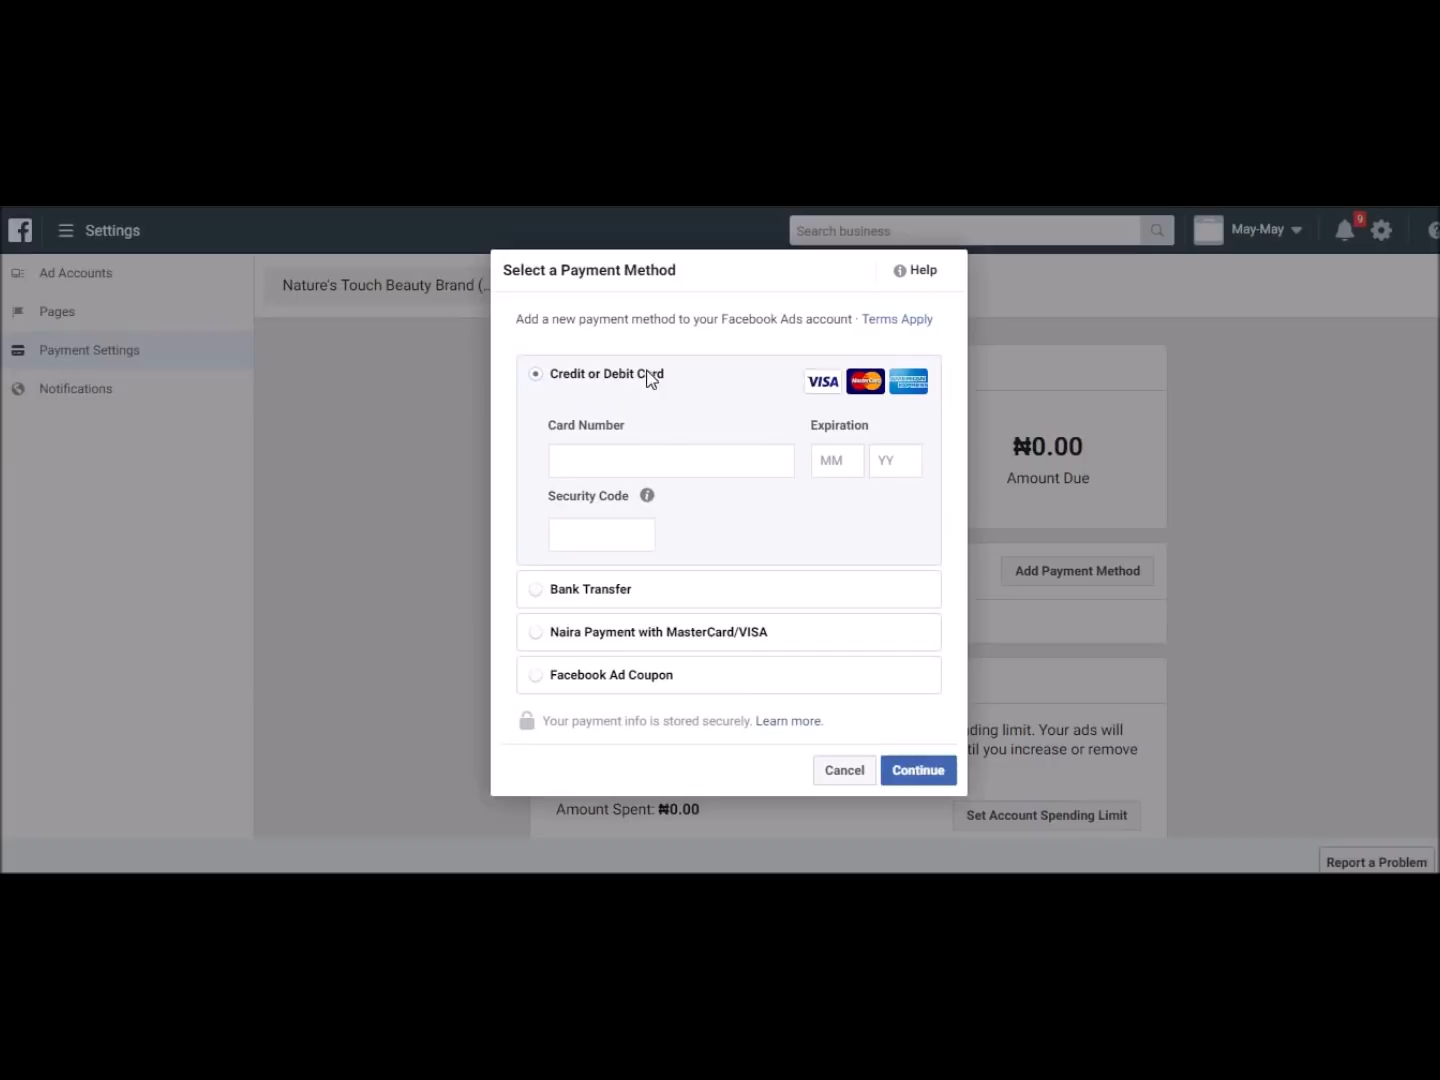 Settings
Search business
May-May
9
Ad Accounts
Pages
Payment Settings
Notifications
Nature's Touch Beauty Brand (...
Select a Payment Method
Help
Add a new payment method to your Facebook Ads account · Terms Apply
Credit or Debit Card
VISA
MasterCard
AMERICAN EXPRESS
Card Number
Expiration
MM
YY
Security Code
Bank Transfer
Naira Payment with MasterCard/VISA
Facebook Ad Coupon
Your payment info is stored securely. Learn more.
Cancel
Continue
₦0.00
Amount Due
Add Payment Method
ding limit. Your ads will
til you increase or remove
Amount Spent: ₦0.00
Set Account Spending Limit
Report a Problem